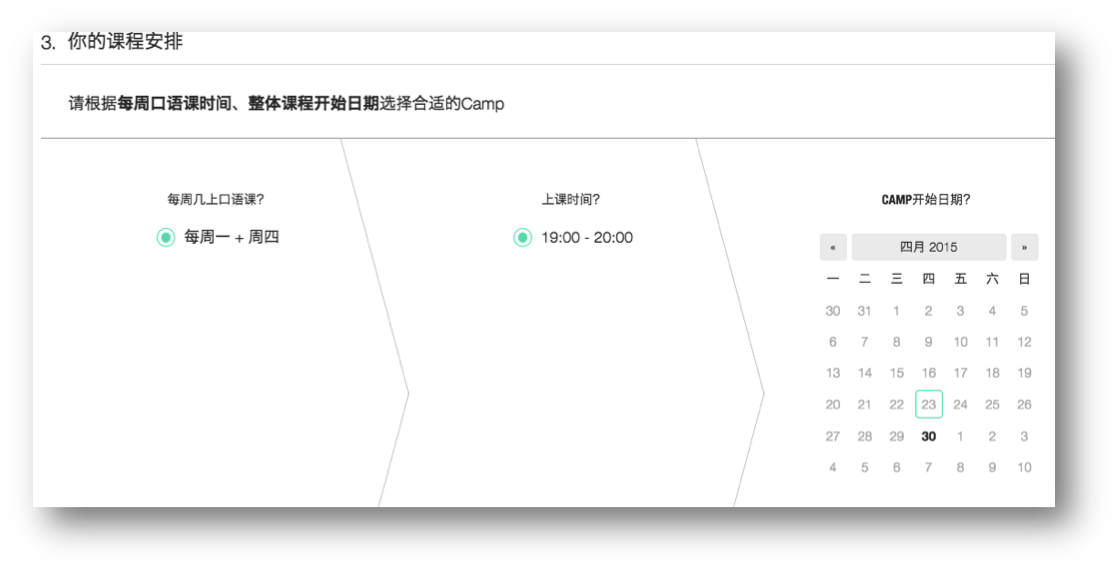 3. 你的课程安排
请根据每周口语课时间、整体课程开始日期选择合适的Camp
每周几上口语课?
每周一 + 周四
上课时间?
19:00 - 20:00
CAMP开始日期?
« 四月 2015 »
一 二 三 四 五 六 日
30 31 1 2 3 4 5
6 7 8 9 10 11 12
13 14 15 16 17 18 19
20 21 22 23 24 25 26
27 28 29 30 1 2 3
4 5 6 7 8 9 10